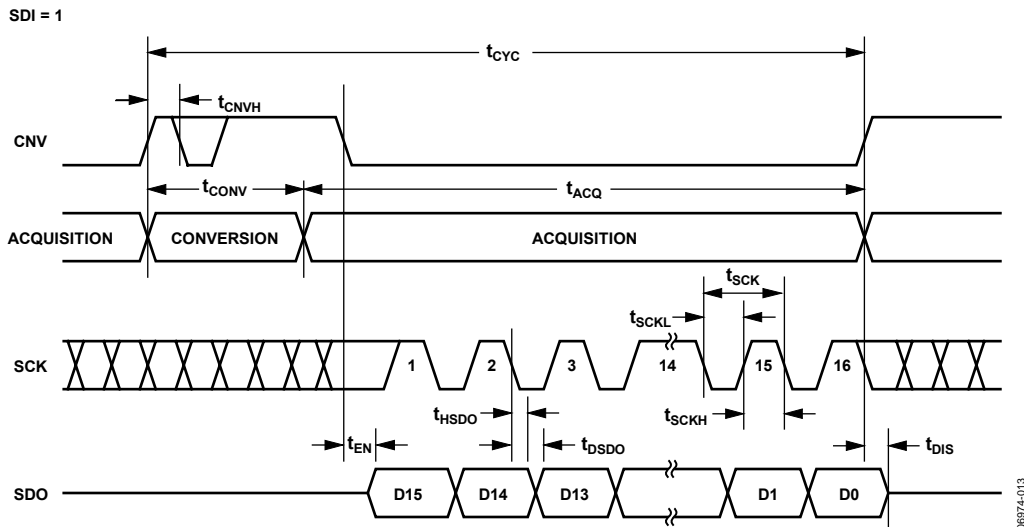 SDI = 1
tCYC
tCNVH
CNV
tCONV
tACQ
ACQUISITION
CONVERSION
ACQUISITION
tSCK
tSCKL
SCK
1
2
3
14
15
16
tHSDO
tSCKH
tEN
tDSDO
tDIS
SDO
D15
D14
D13
D1
D0
06974-013